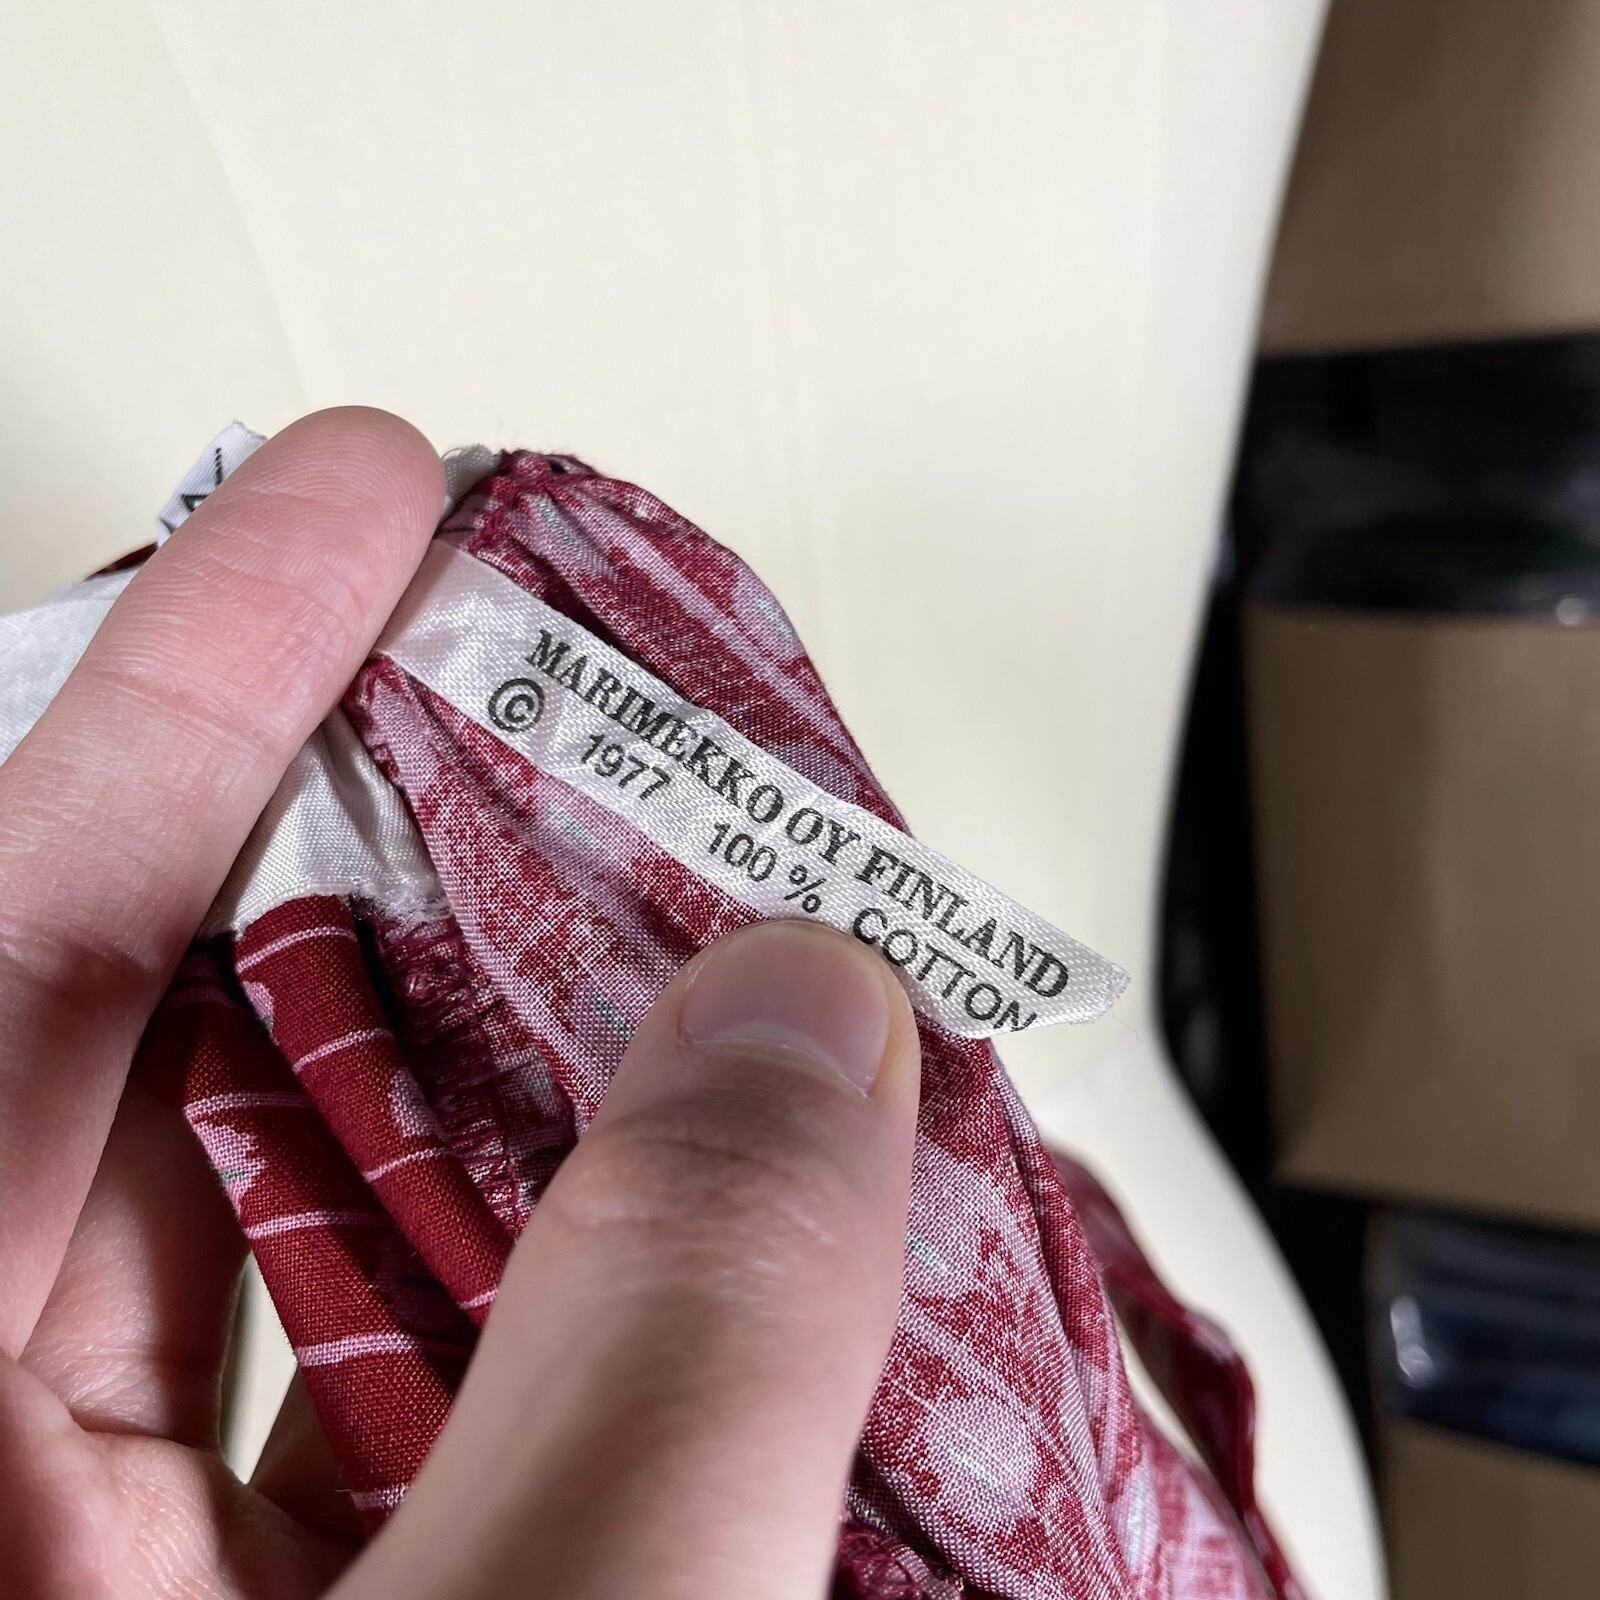 MARIMEKKO OY FINLAND
© 1977 100 % COTTON